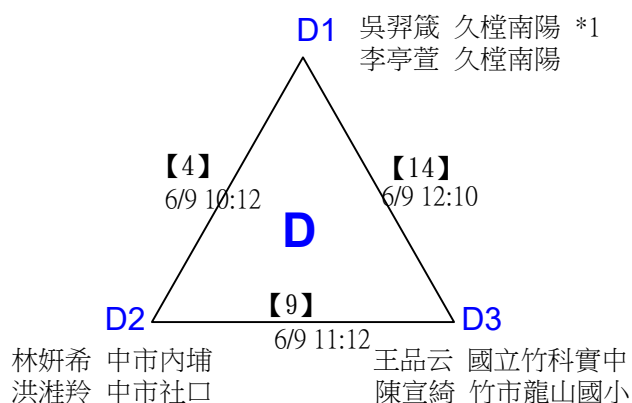 D1 吳羿箴 久樘南陽 *1
李亭萱 久樘南陽
【4】
6/9 10:12
【14】
6/9 12:10
D
【9】
6/9 11:12
D2
D3
林妍希 中市內埔
洪溎羚 中市社口
王品云 國立竹科實中
陳宣綺 竹市龍山國小